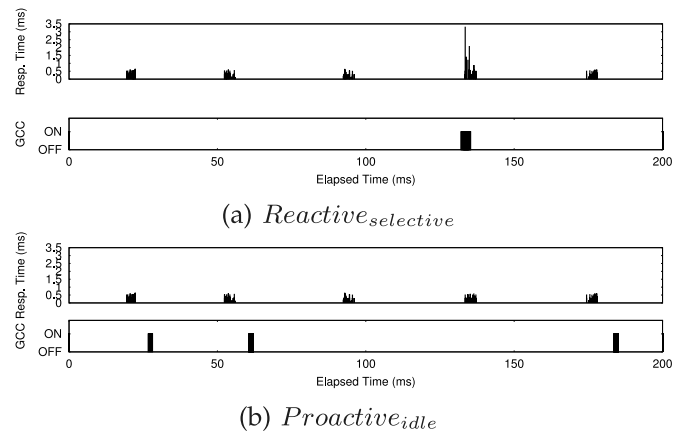 Resp. Time (ms)
3.5
3
2.5
2
1.5
1
0.5
0
GCC
ON
OFF
0 50 100 150 200
Elapsed Time (ms)
(a) Reactive_selective
Resp. Time (ms)
3.5
3
2.5
2
1.5
1
0.5
0
GCC
ON
OFF
0 50 100 150 200
Elapsed Time (ms)
(b) Proactive_idle